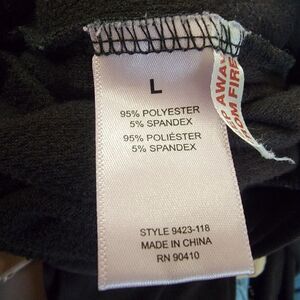 L
95% POLYESTER
5% SPANDEX
95% POLIÉSTER
5% SPANDEX
STYLE 9423-118
MADE IN CHINA
RN 90410
AWAY
FROM FIRE